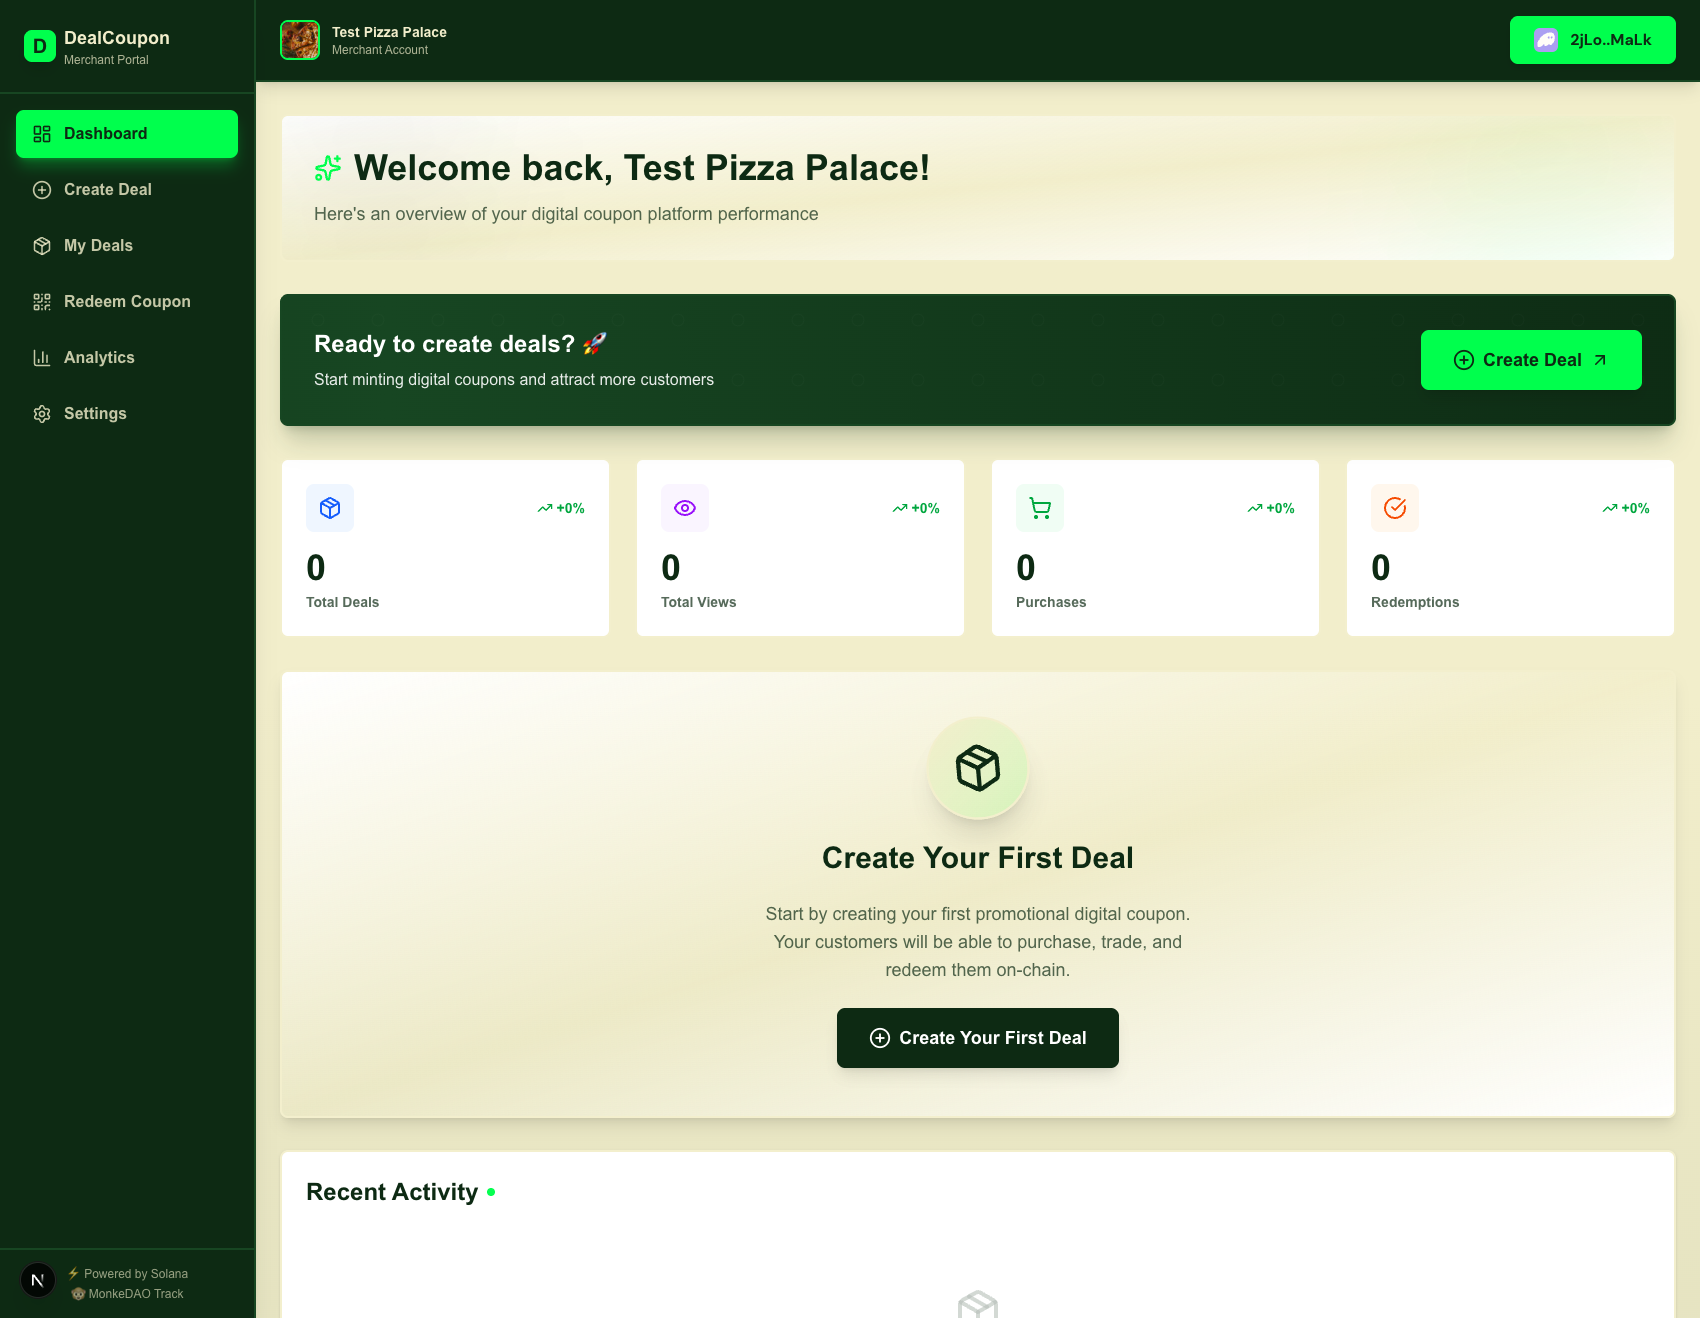 D
DealCoupon
Merchant Portal
Dashboard
Create Deal
My Deals
Redeem Coupon
Analytics
Settings
N
⚡ Powered by Solana
🐵 MonkeDAO Track
Test Pizza Palace
Merchant Account
2jLo..MaLk
Welcome back, Test Pizza Palace!
Here's an overview of your digital coupon platform performance
Ready to create deals? 🚀
Start minting digital coupons and attract more customers
Create Deal
+0%
0
Total Deals
+0%
0
Total Views
+0%
0
Purchases
+0%
0
Redemptions
Create Your First Deal
Start by creating your first promotional digital coupon.
Your customers will be able to purchase, trade, and
redeem them on-chain.
Create Your First Deal
Recent Activity